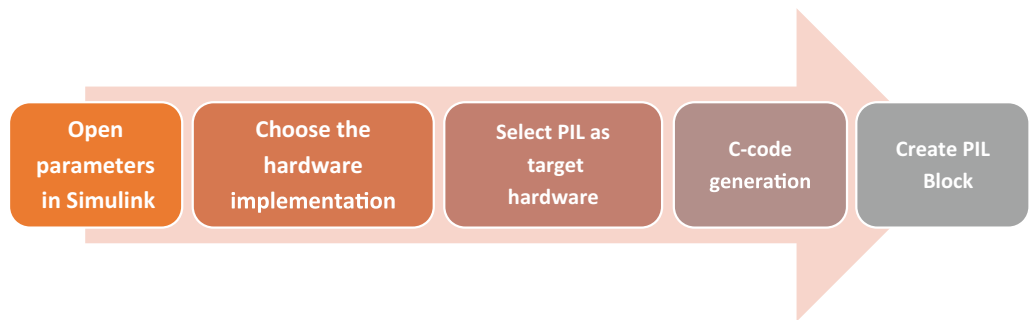 Open
parameters
in Simulink
Choose the
hardware
implementation
Select PIL as
target
hardware
C-code
generation
Create PIL
Block